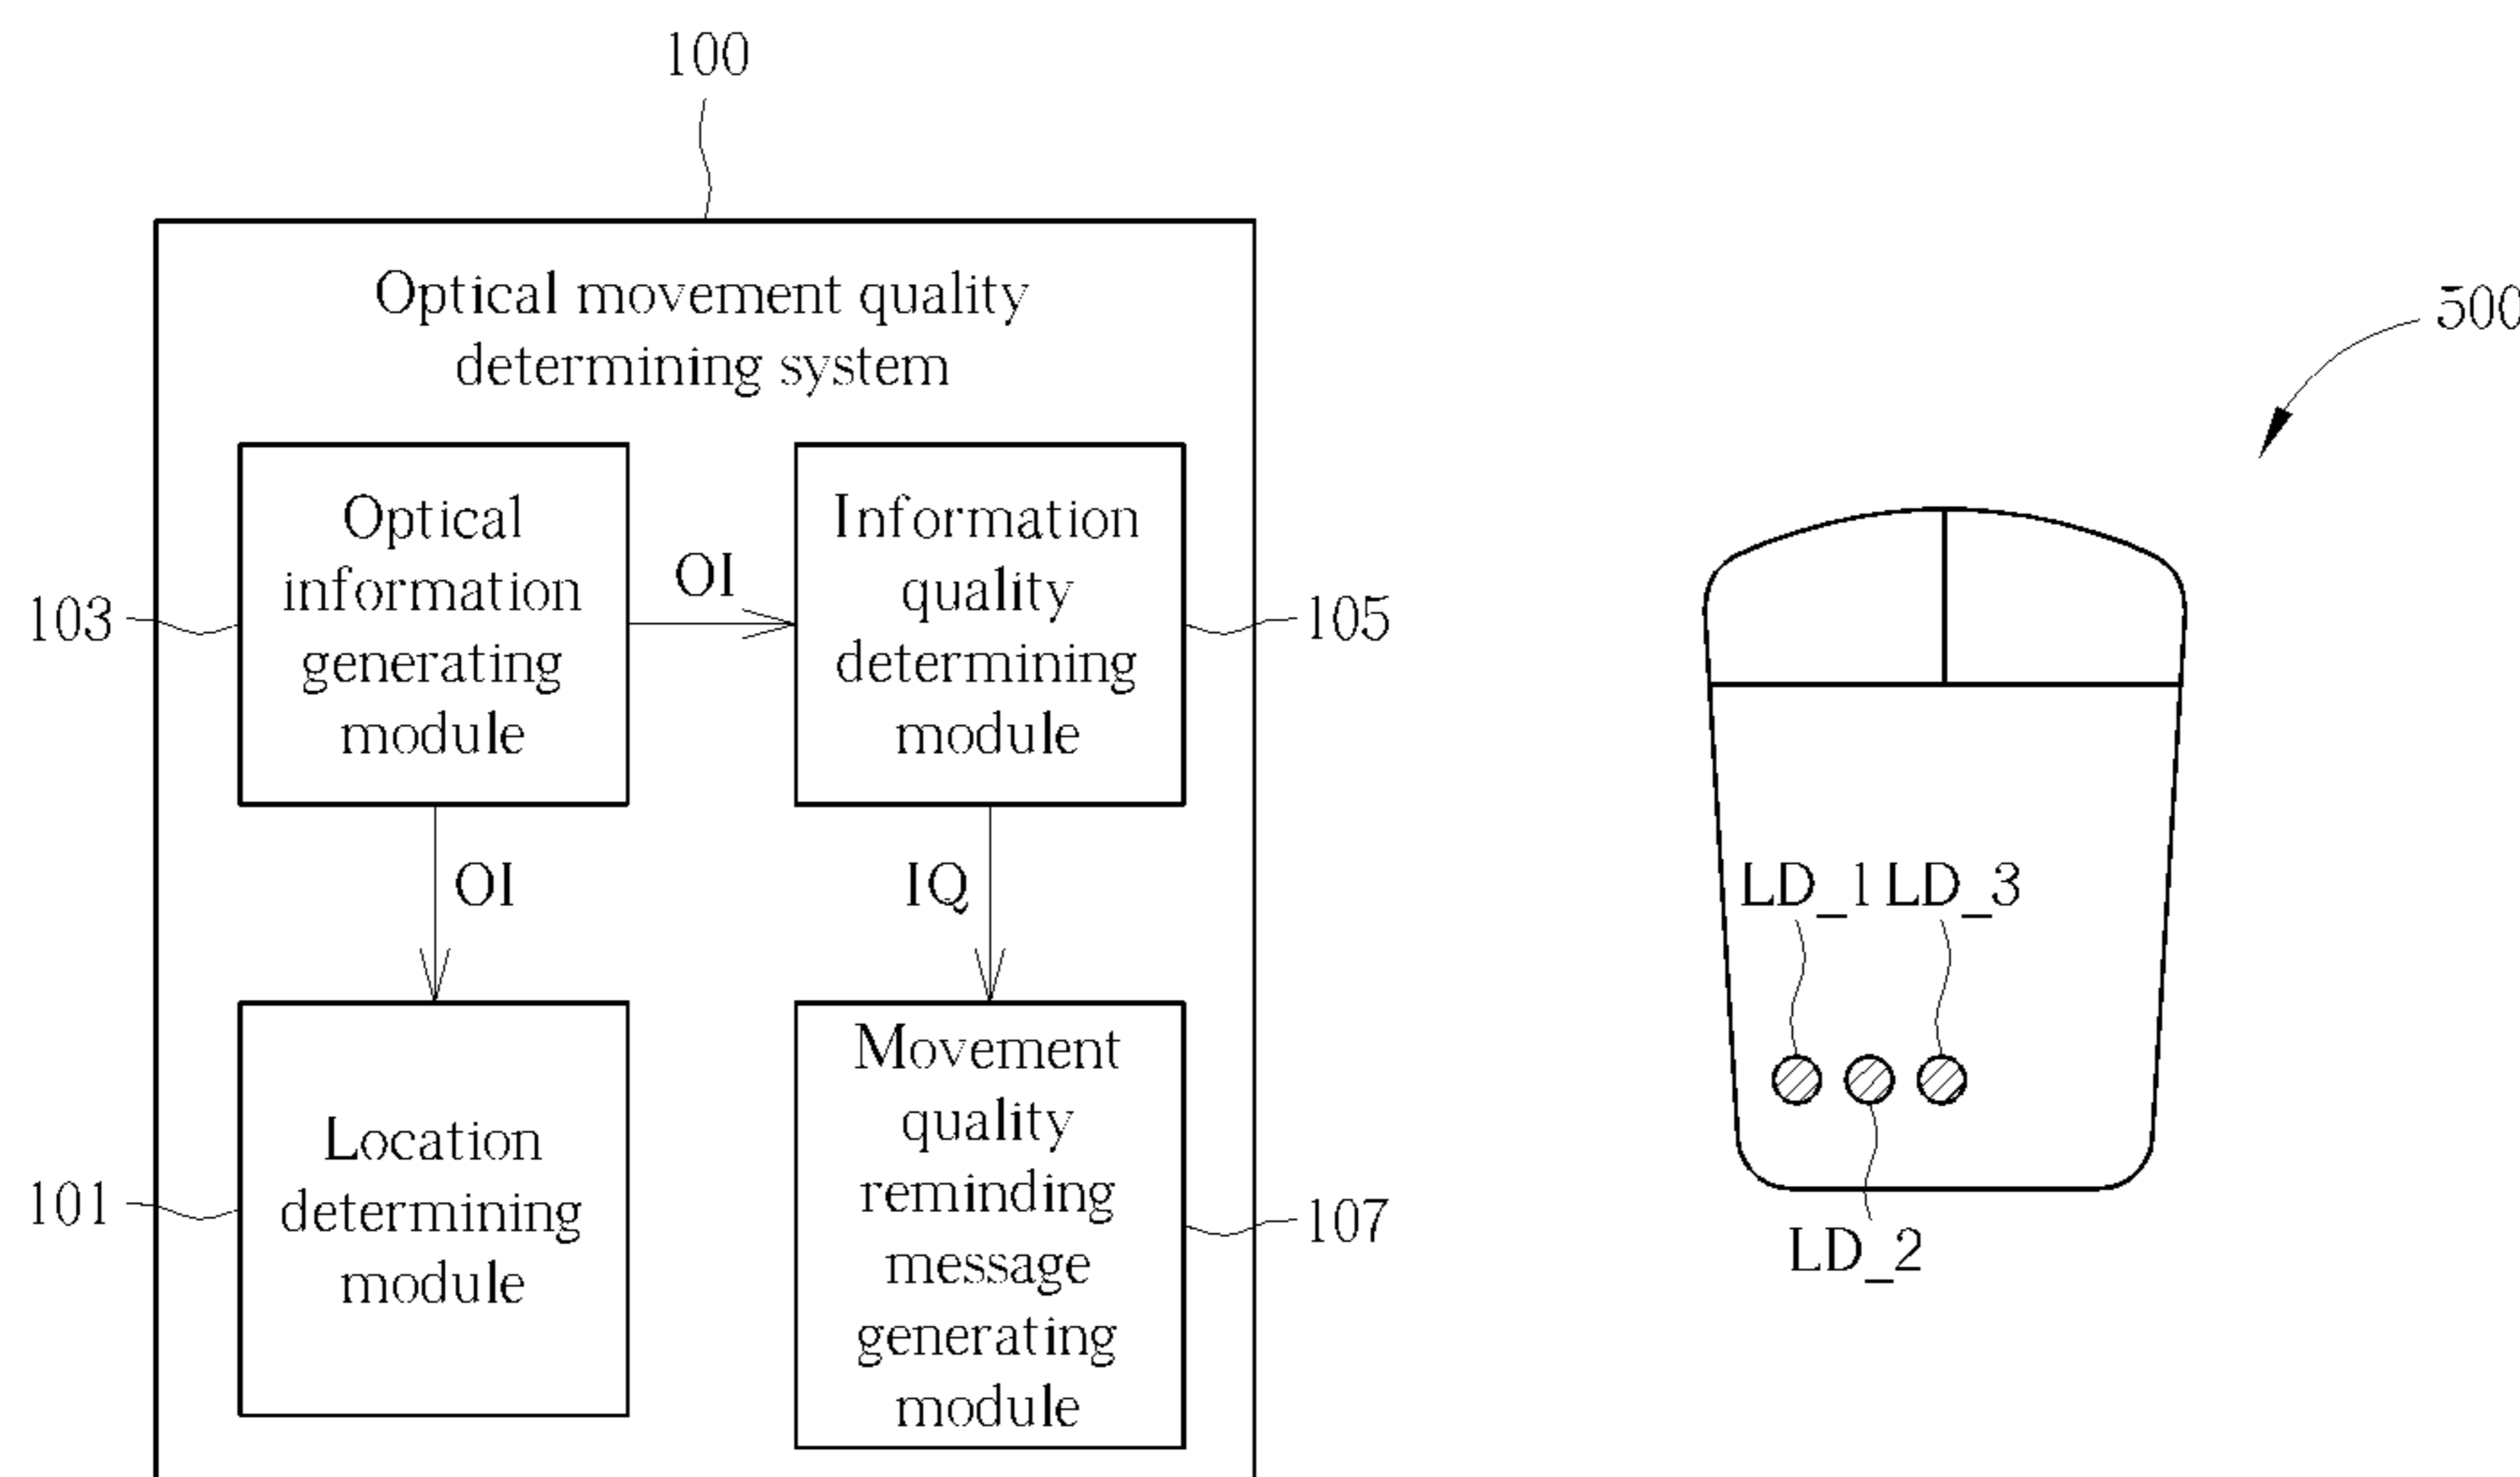 100
Optical movement quality
determining system
500
Optical
information
generating
module
OI
Information
quality
determining
module
103
105
OI
IQ
LD_1 LD_3
Location
determining
module
Movement
quality
reminding
message
generating
module
101
107
LD_2